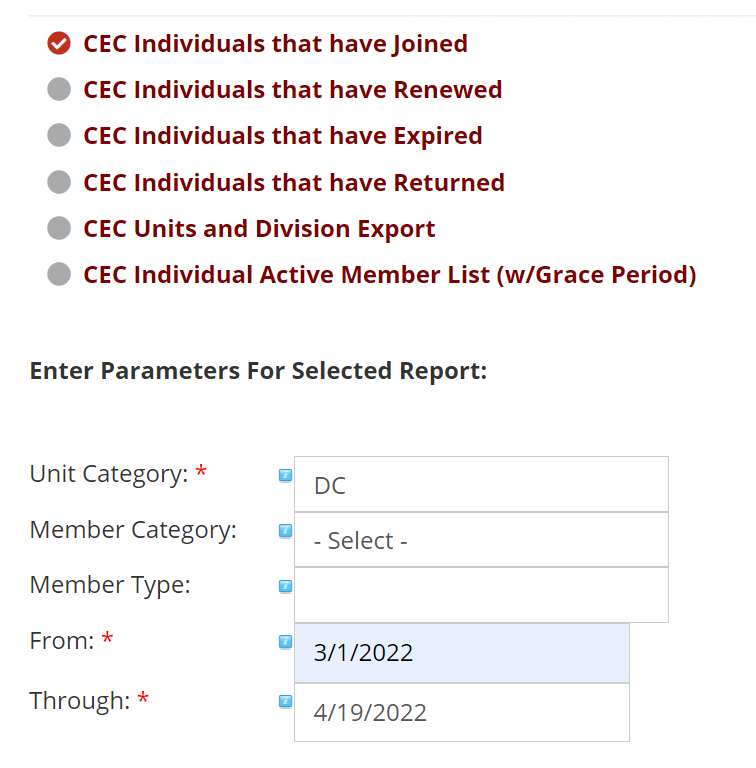 CEC Individuals that have Joined
CEC Individuals that have Renewed
CEC Individuals that have Expired
CEC Individuals that have Returned
CEC Units and Division Export
CEC Individual Active Member List (w/Grace Period)
Enter Parameters For Selected Report:
Unit Category: * DC
Member Category: - Select -
Member Type:
From: * 3/1/2022
Through: * 4/19/2022